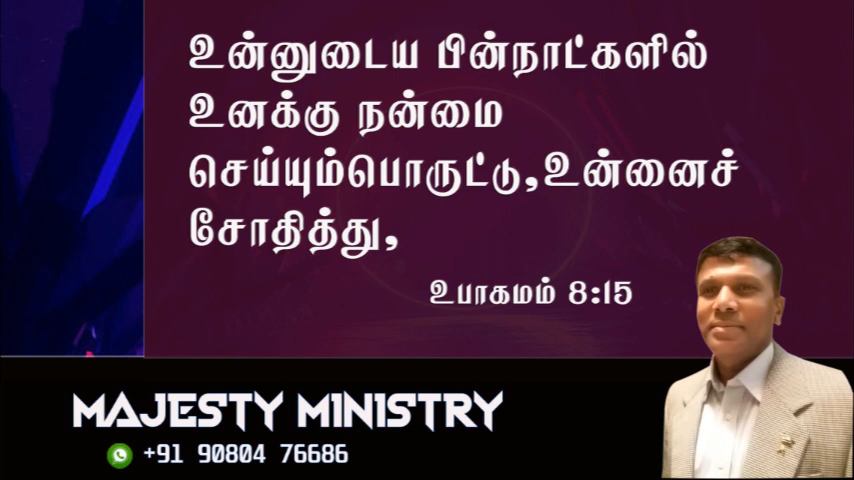 உன்னுடைய பின்நாட்களில்
உனக்கு நன்மை
செய்யும்பொருட்டு,உன்னைச்
சோதித்து,
உபாகமம் 8:15
MAJESTY MINISTRY
+91 90804 76686